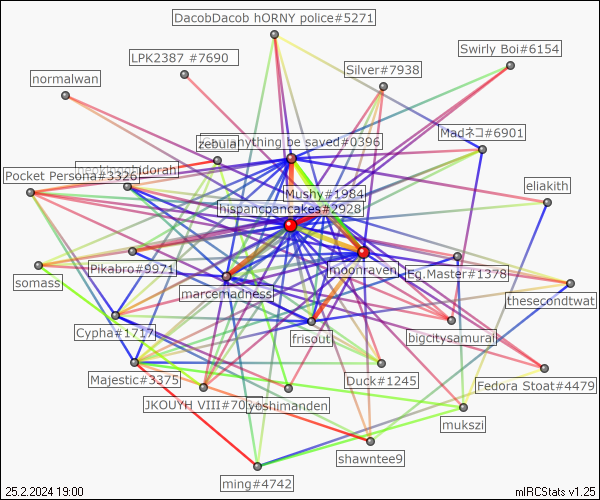 DacobDacob hORNY police#5271
Swirly Boi#6154
LPK2387 #7690
Silver#7938
normalwan
Madネコ#6901
zebula
anything be saved#0396
Pocket Persona#3326
eliakith
Mushy#1984
hispancpancakes#2928
Pikabro#9971
moonraven
Eg.Master#1378
somass
marcemadness
thesecondtwat
Cypha#1717
frisouti
bigcitysamurai
Majestic#3375
Duck#1245
Fedora Stoat#4479
JKOUYH VIII#70
yoshimanden
mukszi
shawntee9
ming#4742
25.2.2024 19:00
mIRCStats v1.25